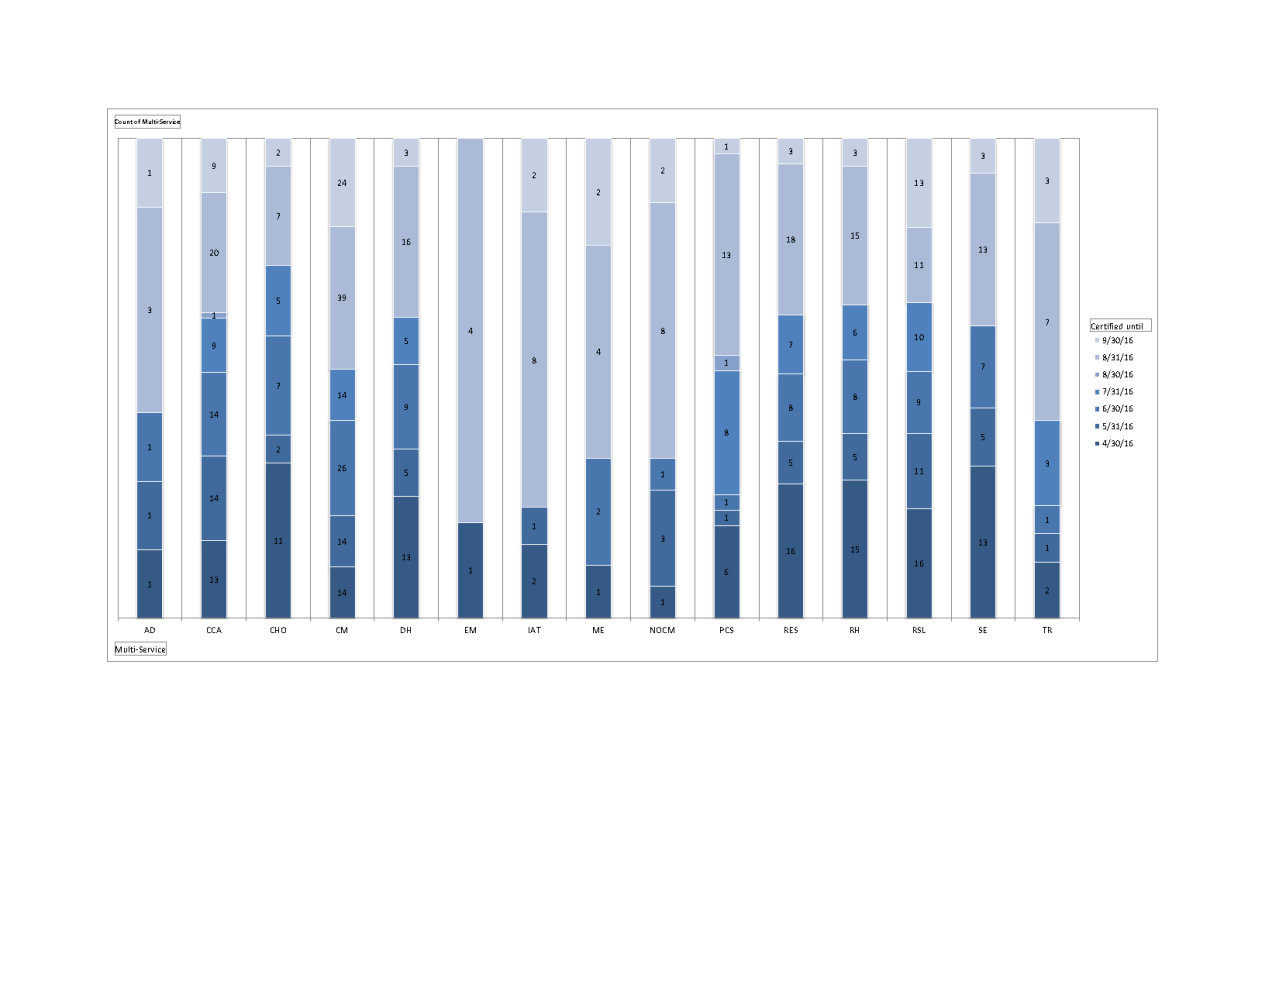 Count of Multi-Service
1 9 2 24 3 2 2 2 1 3 3 13 3 3
3 20 7 39 16 4 8 4 8 13 18 15 11 13 7
1 1
9 5 14 5 8 7 6 10 3
1 14 7 26 9 2 1 1 8 8 9 7 1
1 14 2 14 5 1 3 1 5 5 11 5 1
1 13 11 14 13 1 2 1 1 6 16 15 16 13 2
AD CCA CHO CM DH EM IAT ME NOCM PCS RES RH RSL SE TR
Multi-Service
Certified until
9/30/16
8/31/16
8/30/16
7/31/16
6/30/16
5/31/16
4/30/16